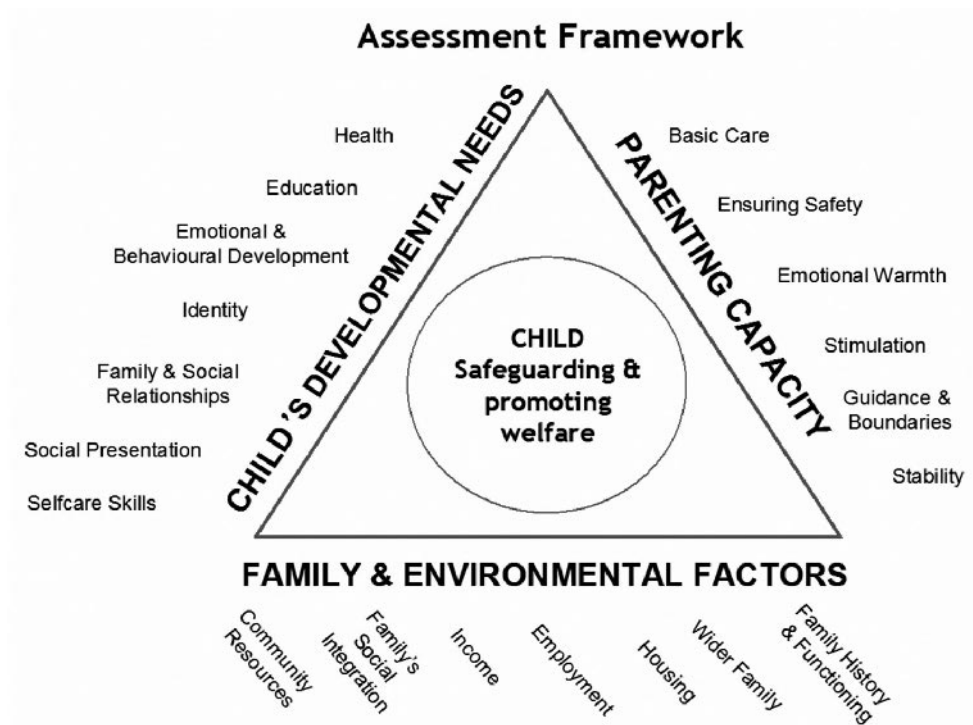 Assessment Framework
CHILD'S DEVELOPMENTAL NEEDS
Health
Education
Emotional &
Behavioural Development
Identity
Family & Social
Relationships
Social Presentation
Selfcare Skills
PARENTING CAPACITY
Basic Care
Ensuring Safety
Emotional Warmth
Stimulation
Guidance &
Boundaries
Stability
CHILD
Safeguarding &
promoting
welfare
FAMILY & ENVIRONMENTAL FACTORS
Community
Resources
Family's
Social
Integration
Income
Employment
Housing
Wider Family
Family History
& Functioning